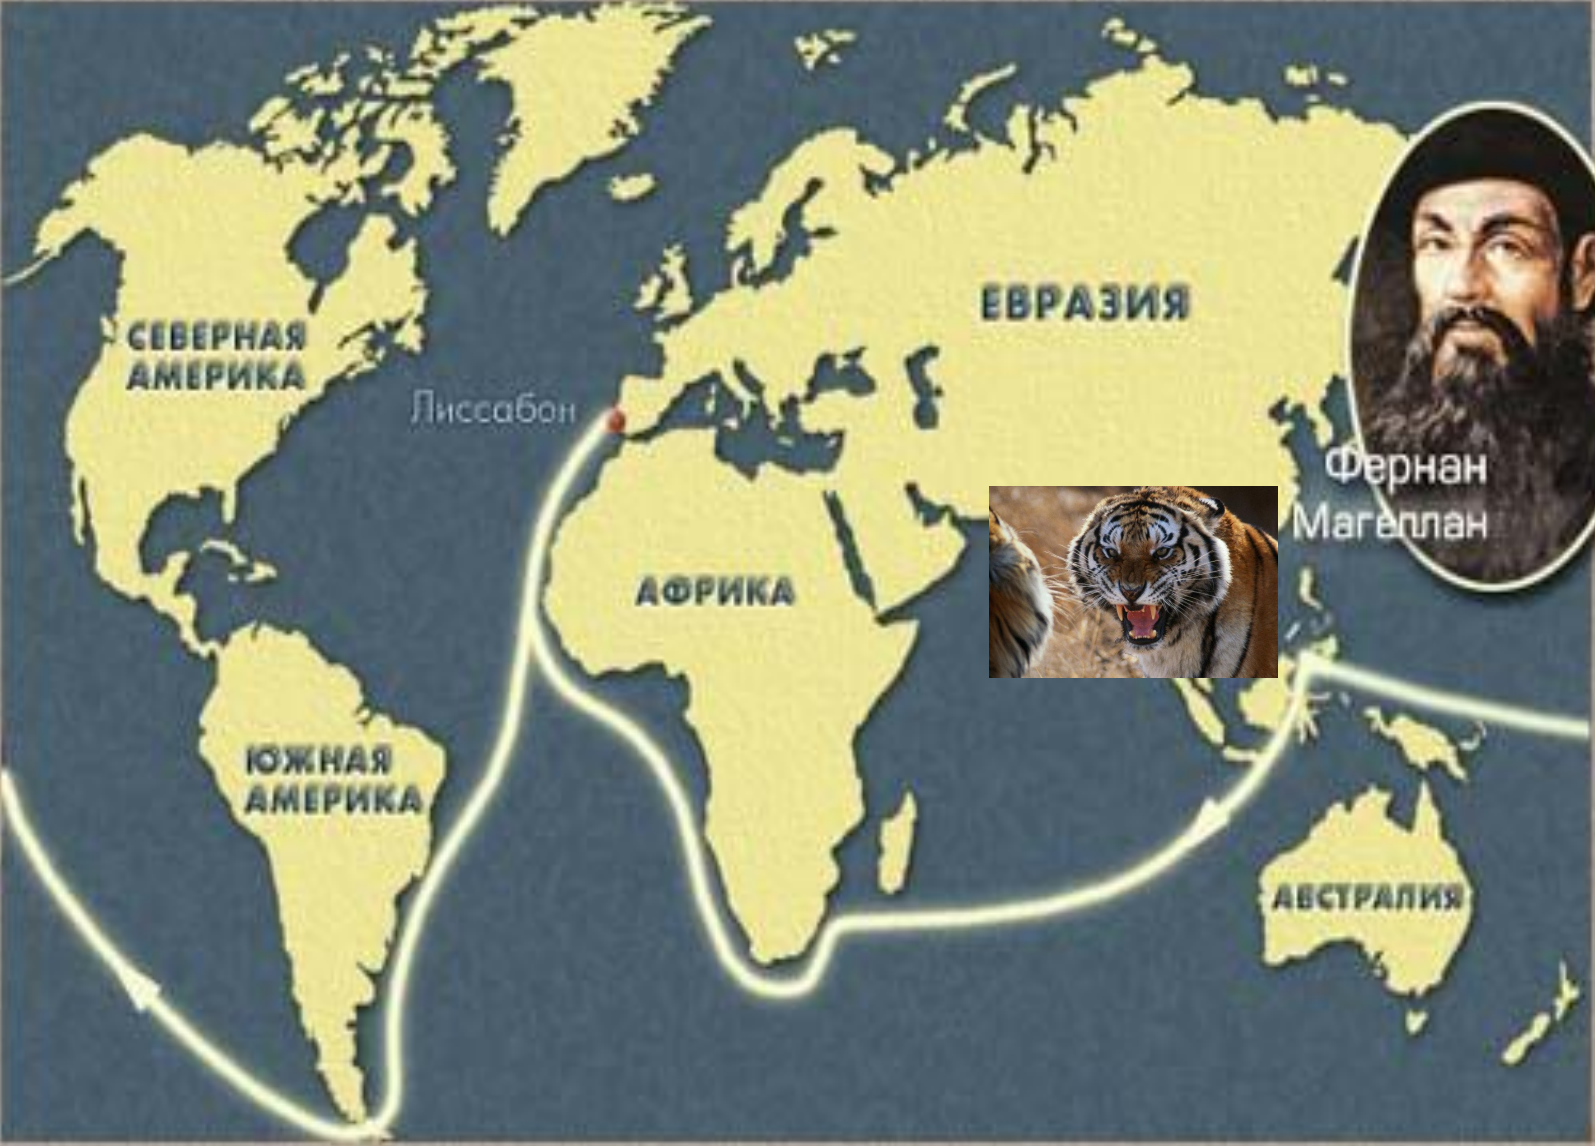 СЕВЕРНАЯ
АМЕРИКА
Лиссабон
ЕВРАЗИЯ
Фернан
Магеллан
АФРИКА
ЮЖНАЯ
АМЕРИКА
АВСТРАЛИЯ